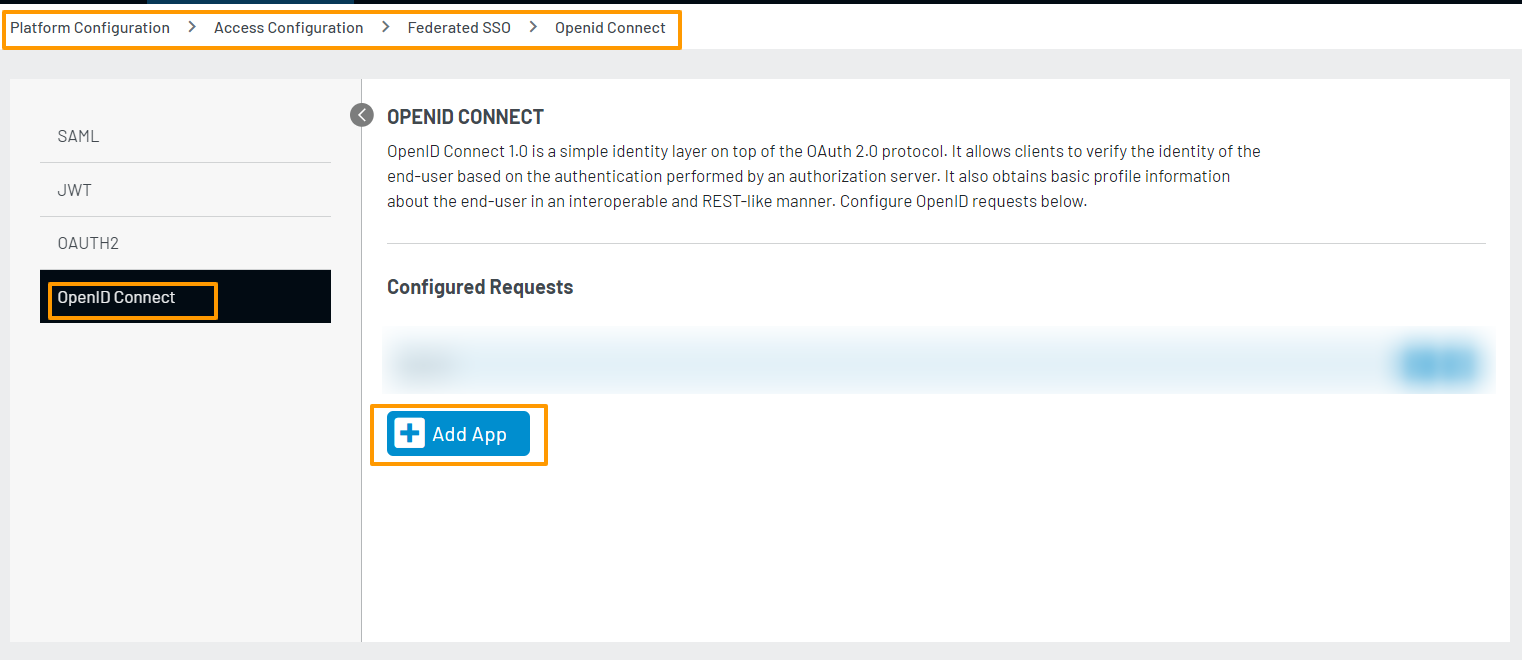 Platform Configuration > Access Configuration > Federated SSO > Openid Connect
SAML
JWT
OAUTH2
OpenID Connect
OPENID CONNECT
OpenID Connect 1.0 is a simple identity layer on top of the OAuth 2.0 protocol. It allows clients to verify the identity of the
end-user based on the authentication performed by an authorization server. It also obtains basic profile information
about the end-user in an interoperable and REST-like manner. Configure OpenID requests below.
Configured Requests
Add App